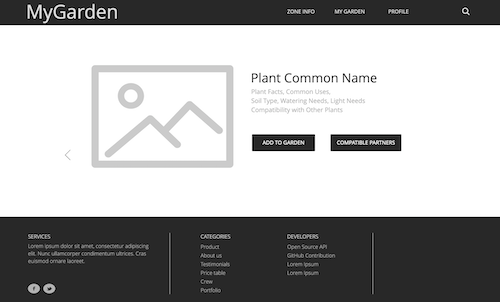 MyGarden
ZONE INFO
MY GARDEN
PROFILE
Plant Common Name
Plant Facts, Common Uses,
Soil Type, Watering Needs, Light Needs
Compatibility with Other Plants
ADD TO GARDEN
COMPATIBLE PARTNERS
SERVICES
Lorem ipsum dolor sit amet, consectetur adipiscing
elit. Nunc ullamcorper condimentum ultrices. Cras
euismod ornare laoreet.
CATEGORIES
Product
About us
Testimonials
Price table
Crew
Portfolio
DEVELOPERS
Open Source API
GitHub Contribution
Lorem ipsum
Lorem ipsum